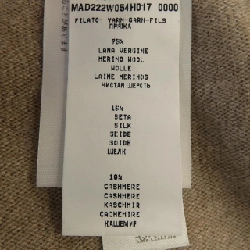 MAD222W054H017 0000
FILATO- YARN-GARN-FILS
ПРЯЖА
75%
LANA VERGINE
MERINO WOOL
WOLLE
LAINE MERINOS
ЧИСТАЯ ШЕРСТЬ
15%
SETA
SILK
SEIDE
SOIDE
ШЕЛК
10%
CASHMERE
CASHMERE
KASCHMIR
CACHEMIRE
КАШЕМИР